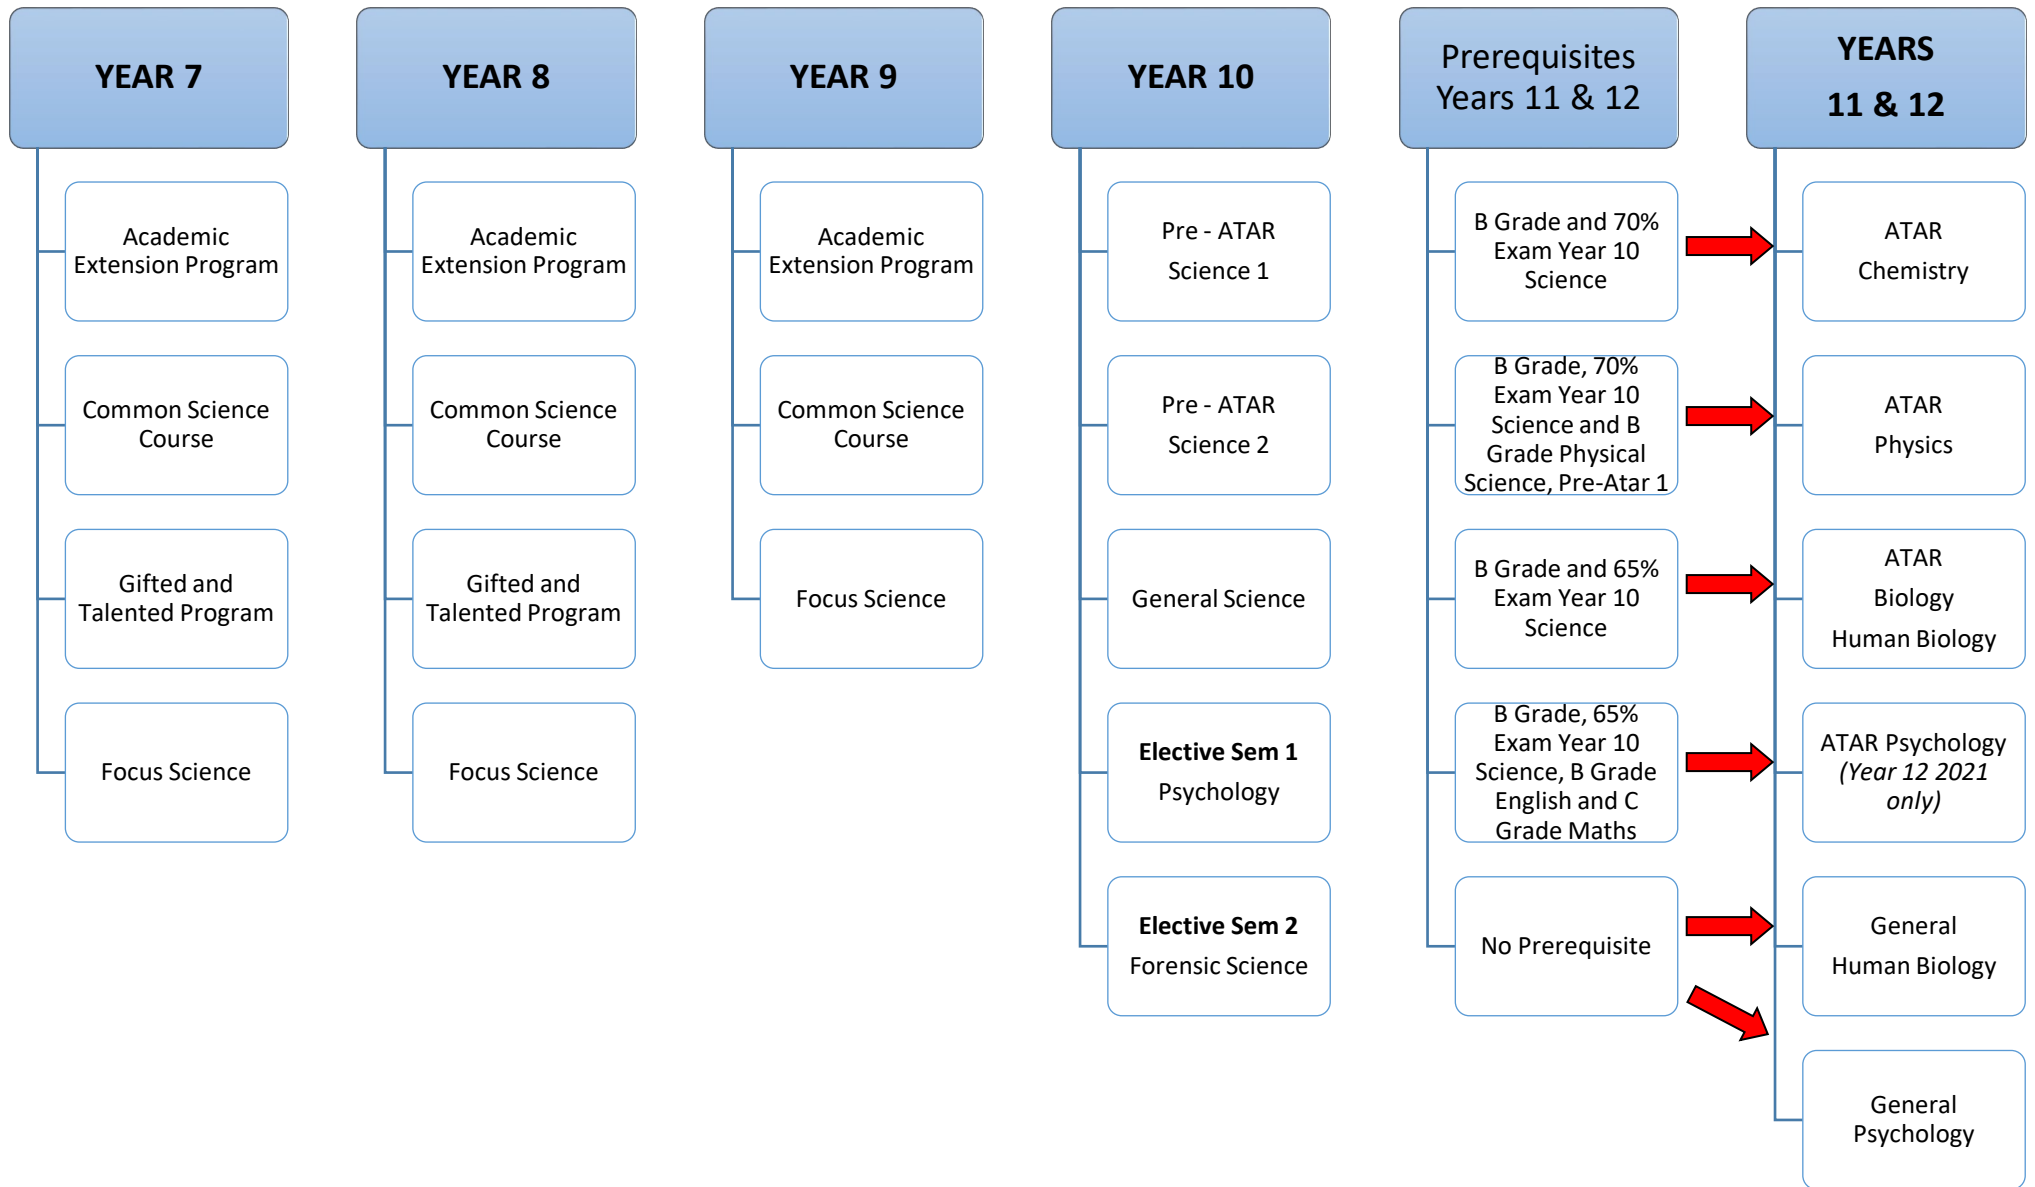 YEAR 7
Academic
Extension Program
Common Science
Course
Gifted and
Talented Program
Focus Science
YEAR 8
Academic
Extension Program
Common Science
Course
Gifted and
Talented Program
Focus Science
YEAR 9
Academic
Extension Program
Common Science
Course
Focus Science
YEAR 10
Pre - ATAR
Science 1
Pre - ATAR
Science 2
General Science
Elective Sem 1
Psychology
Elective Sem 2
Forensic Science
Prerequisites
Years 11 & 12
B Grade and 70%
Exam Year 10
Science
B Grade, 70%
Exam Year 10
Science and B
Grade Physical
Science, Pre-Atar 1
B Grade and 65%
Exam Year 10
Science
B Grade, 65%
Exam Year 10
Science, B Grade
English and C
Grade Maths
No Prerequisite
YEARS
11 & 12
ATAR
Chemistry
ATAR
Physics
ATAR
Biology
Human Biology
ATAR Psychology
(Year 12 2021
only)
General
Human Biology
General
Psychology